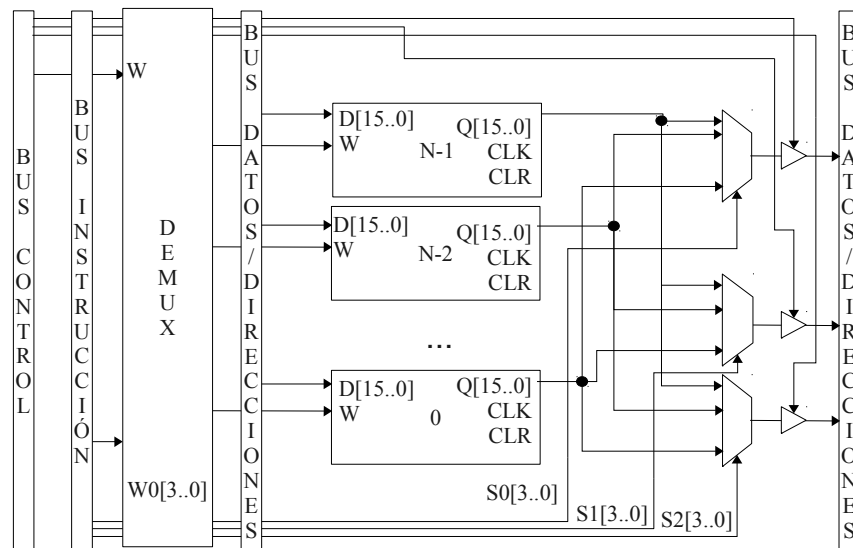 BUS CONTROL
BUS INSTRUCCIÓN
W
DEMUX
W0[3..0]
BUS DATOS/DIRECCIONES
D[15..0]
Q[15..0]
W
N-1
CLK
CLR
D[15..0]
Q[15..0]
W
N-2
CLK
CLR
...
D[15..0]
Q[15..0]
W
0
CLK
CLR
S0[3..0]
S1[3..0]
S2[3..0]
BUS DATOS/DIRECCIONES